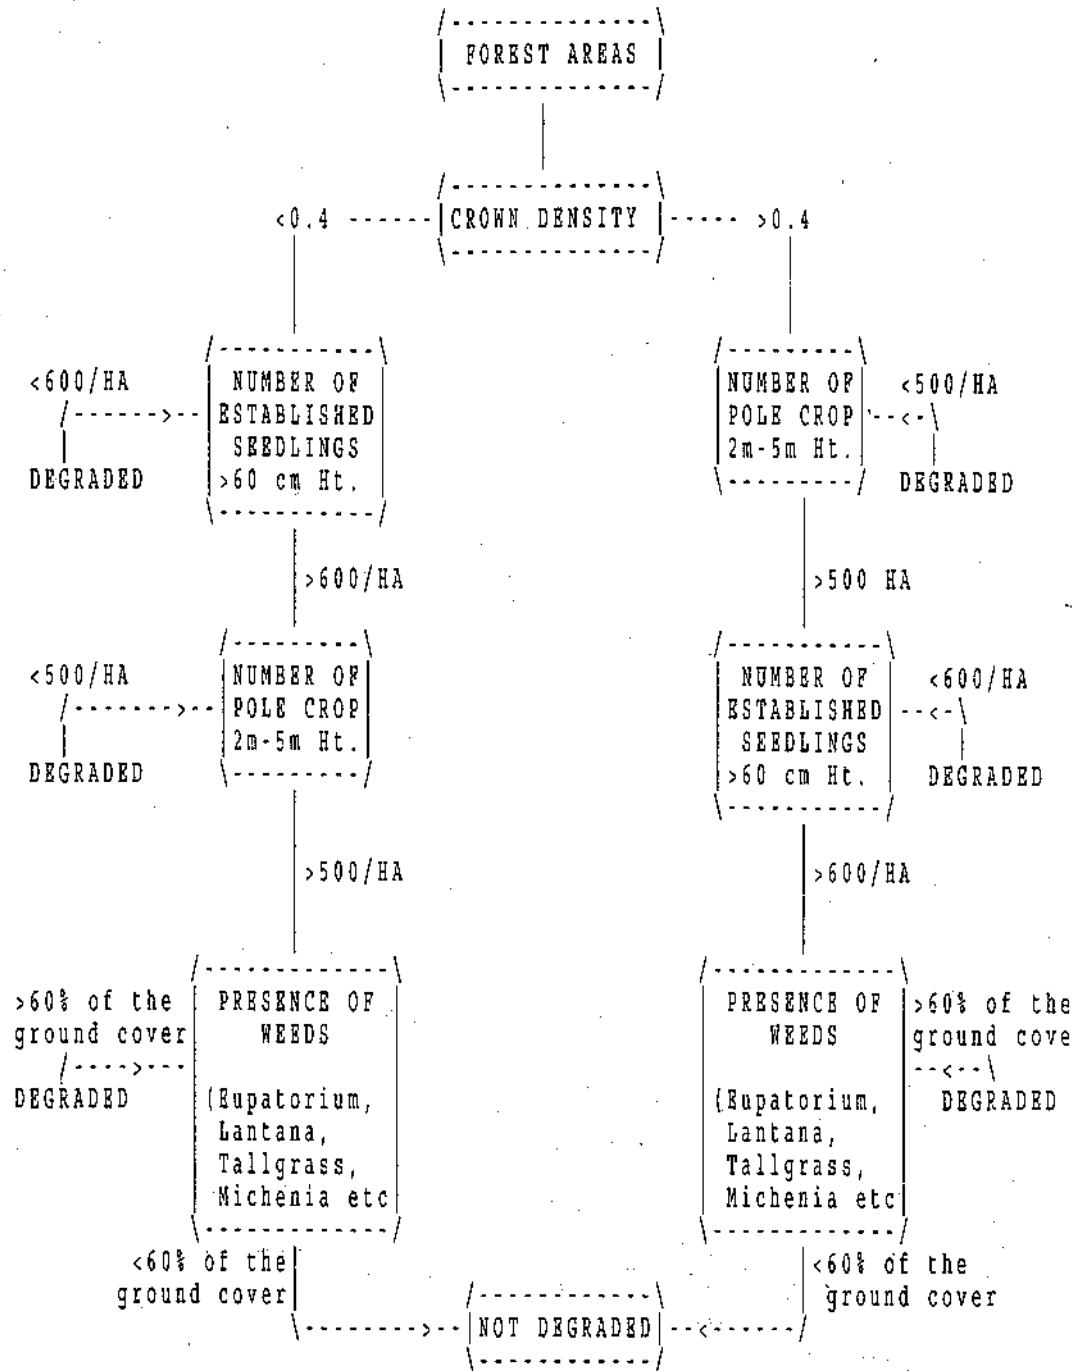 FOREST AREAS
<0.4 ------ CROWN DENSITY ----- >0.4
<600/HA
DEGRADED
NUMBER OF
ESTABLISHED
SEEDLINGS
>60 cm Ht.
NUMBER OF
POLE CROP
2m-5m Ht.
<500/HA
DEGRADED
>600/HA
>500 HA
<500/HA
DEGRADED
NUMBER OF
POLE CROP
2m-5m Ht.
NUMBER OF
ESTABLISHED
SEEDLINGS
>60 cm Ht.
<600/HA
DEGRADED
>500/HA
>600/HA
>60% of the
ground cover
DEGRADED
PRESENCE OF
WEEDS
(Eupatorium,
Lantana,
Tallgrass,
Michenia etc
PRESENCE OF
WEEDS
(Eupatorium,
Lantana,
Tallgrass,
Michenia etc
>60% of the
ground cove
DEGRADED
<60% of the
ground cover
<60% of the
ground cover
NOT DEGRADED